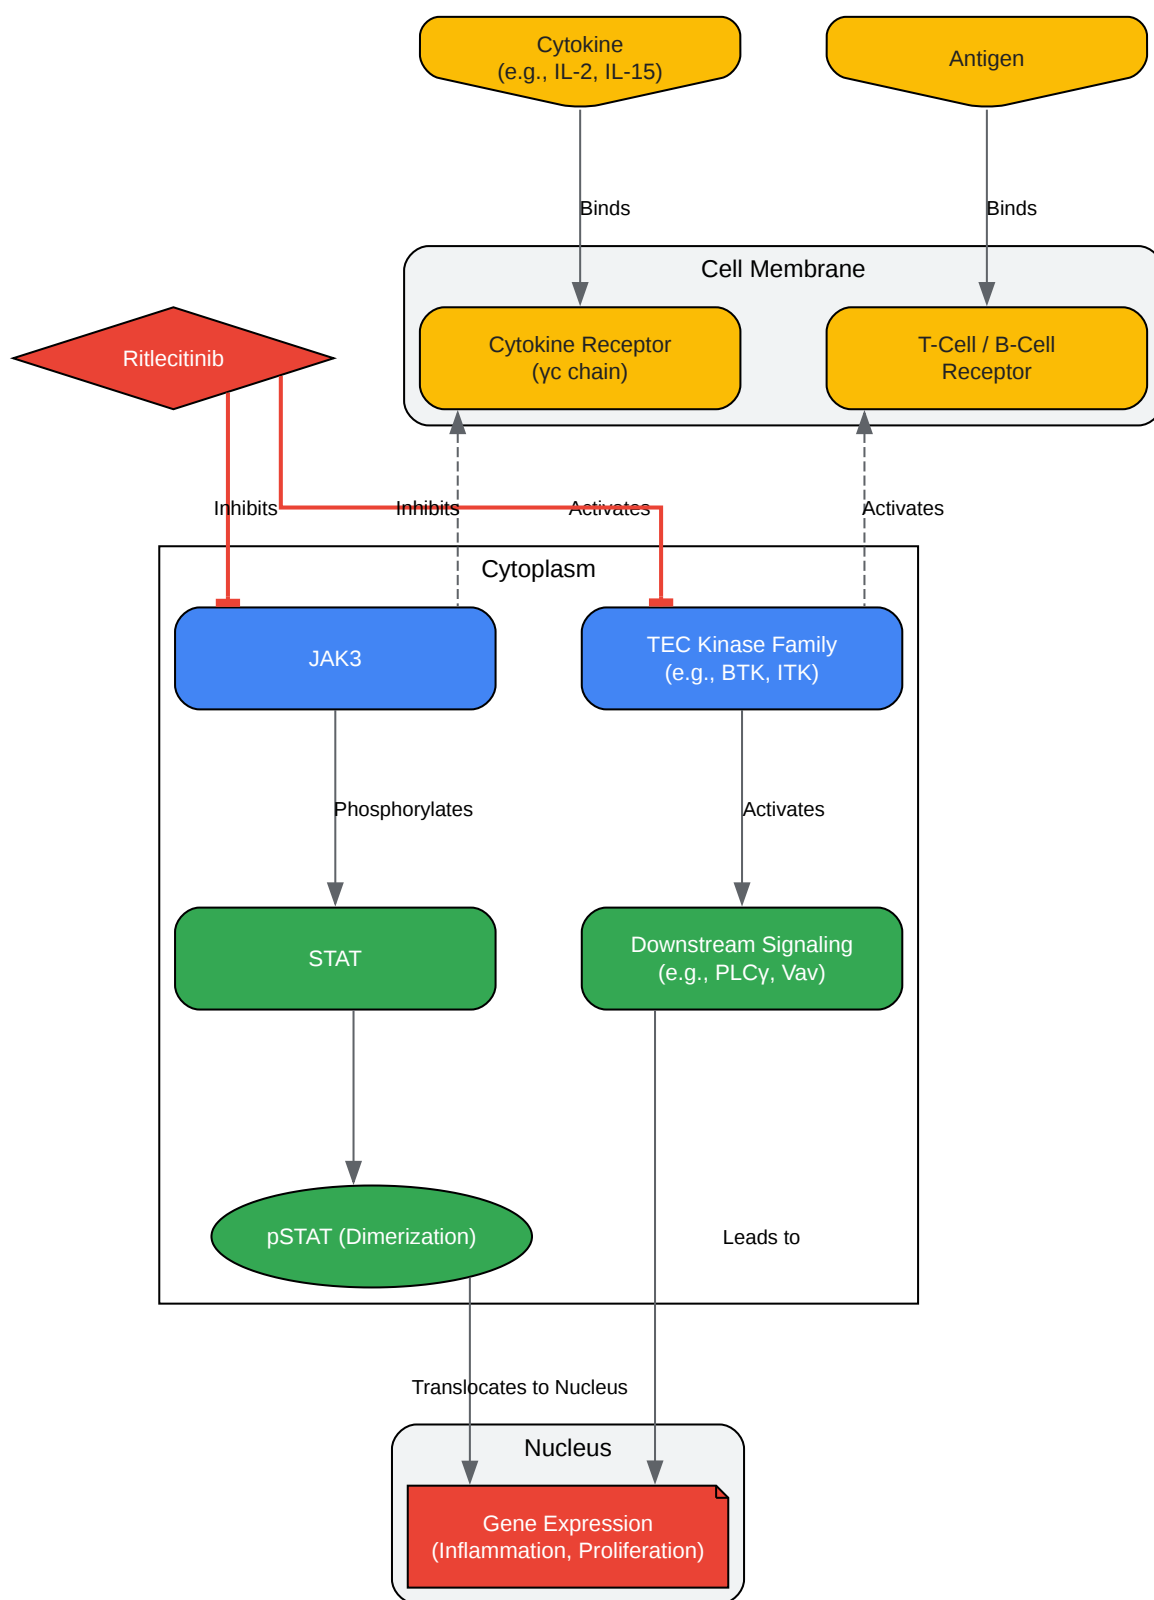 Cytokine
(e.g., IL-2, IL-15)
Antigen
Binds
Binds
Cell Membrane
Ritlecitinib
Cytokine Receptor
(γc chain)
T-Cell / B-Cell
Receptor
Inhibits
Inhibits
Activates
Activates
Cytoplasm
JAK3
TEC Kinase Family
(e.g., BTK, ITK)
Phosphorylates
Activates
STAT
Downstream Signaling
(e.g., PLCγ, Vav)
pSTAT (Dimerization)
Leads to
Translocates to Nucleus
Nucleus
Gene Expression
(Inflammation, Proliferation)